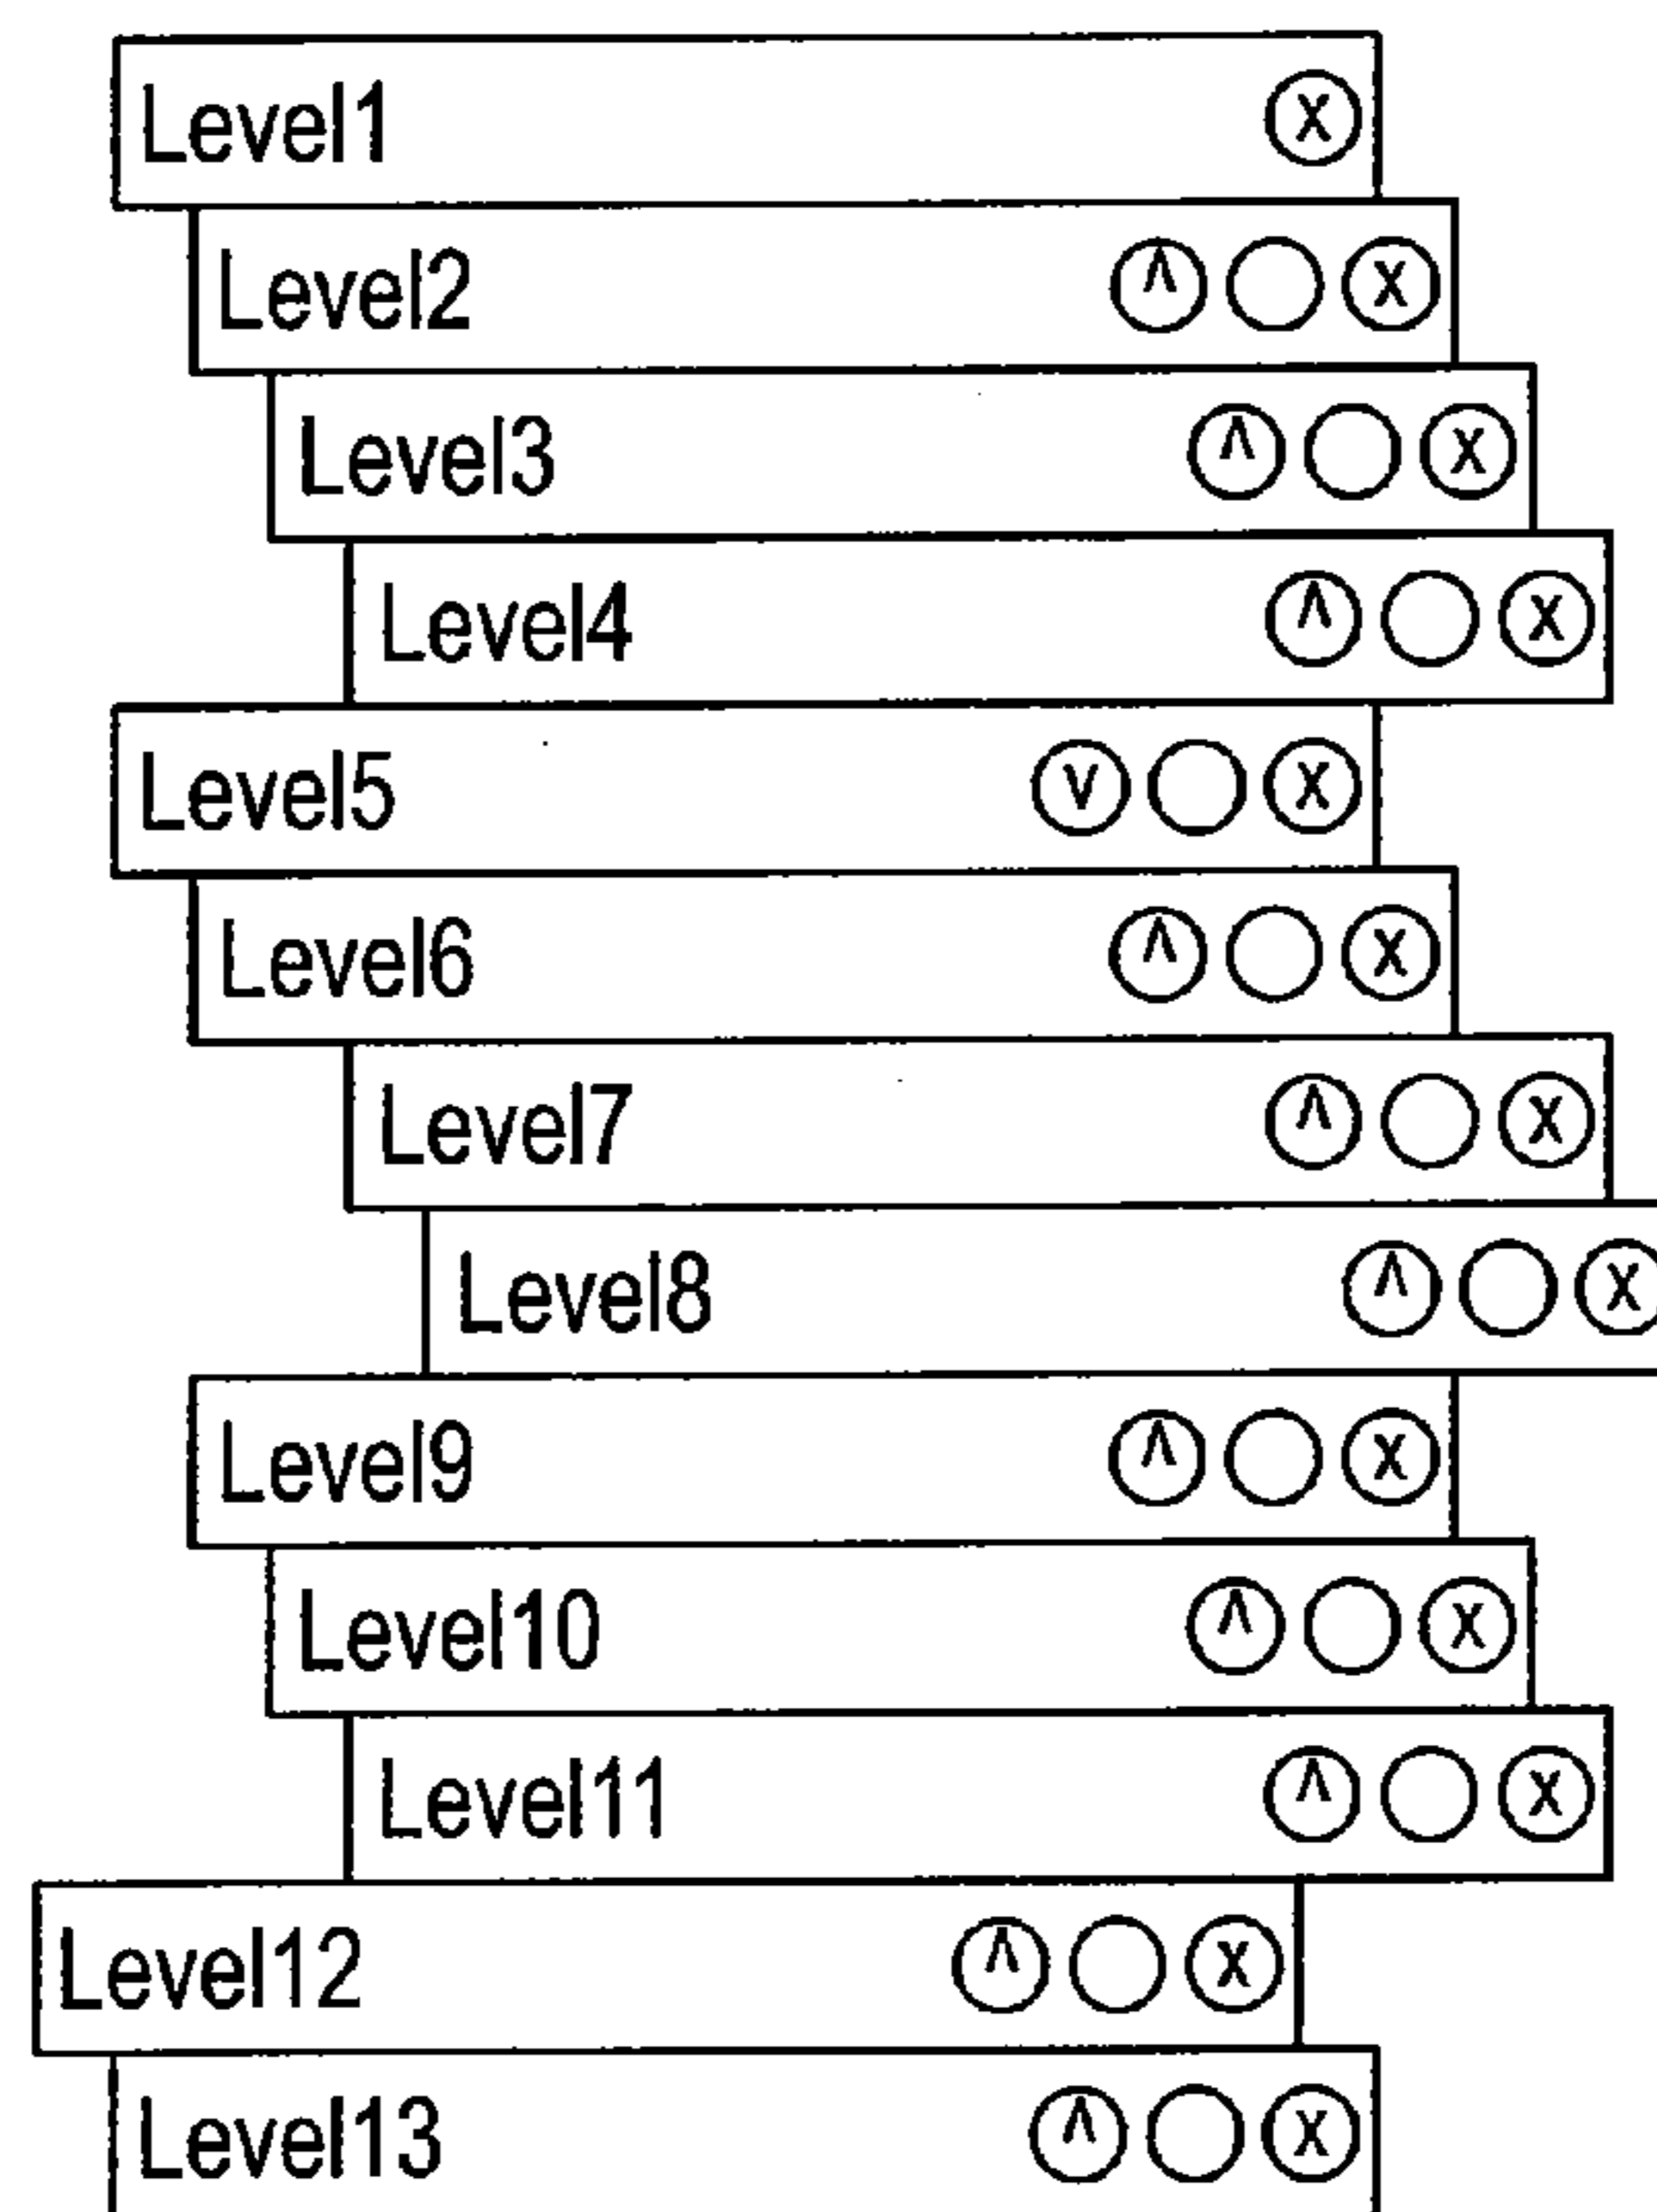 Level1 X
Level2 ^ X
Level3 ^ X
Level4 ^ X
Level5 v X
Level6 ^ X
Level7 ^ X
Level8 ^ X
Level9 ^ X
Level10 ^ X
Level11 ^ X
Level12 ^ X
Level13 ^ X